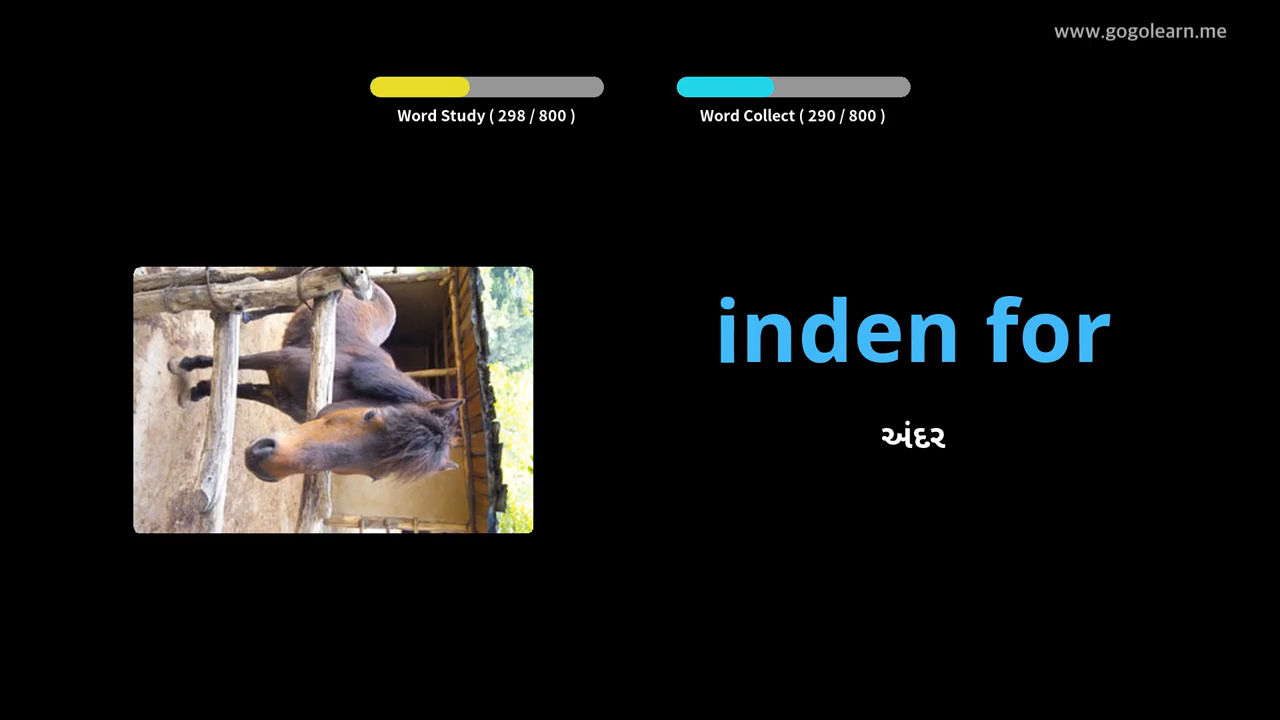 www.gogolearn.me
Word Study ( 298 / 800 )
Word Collect ( 290 / 800 )
inden for
અંદર